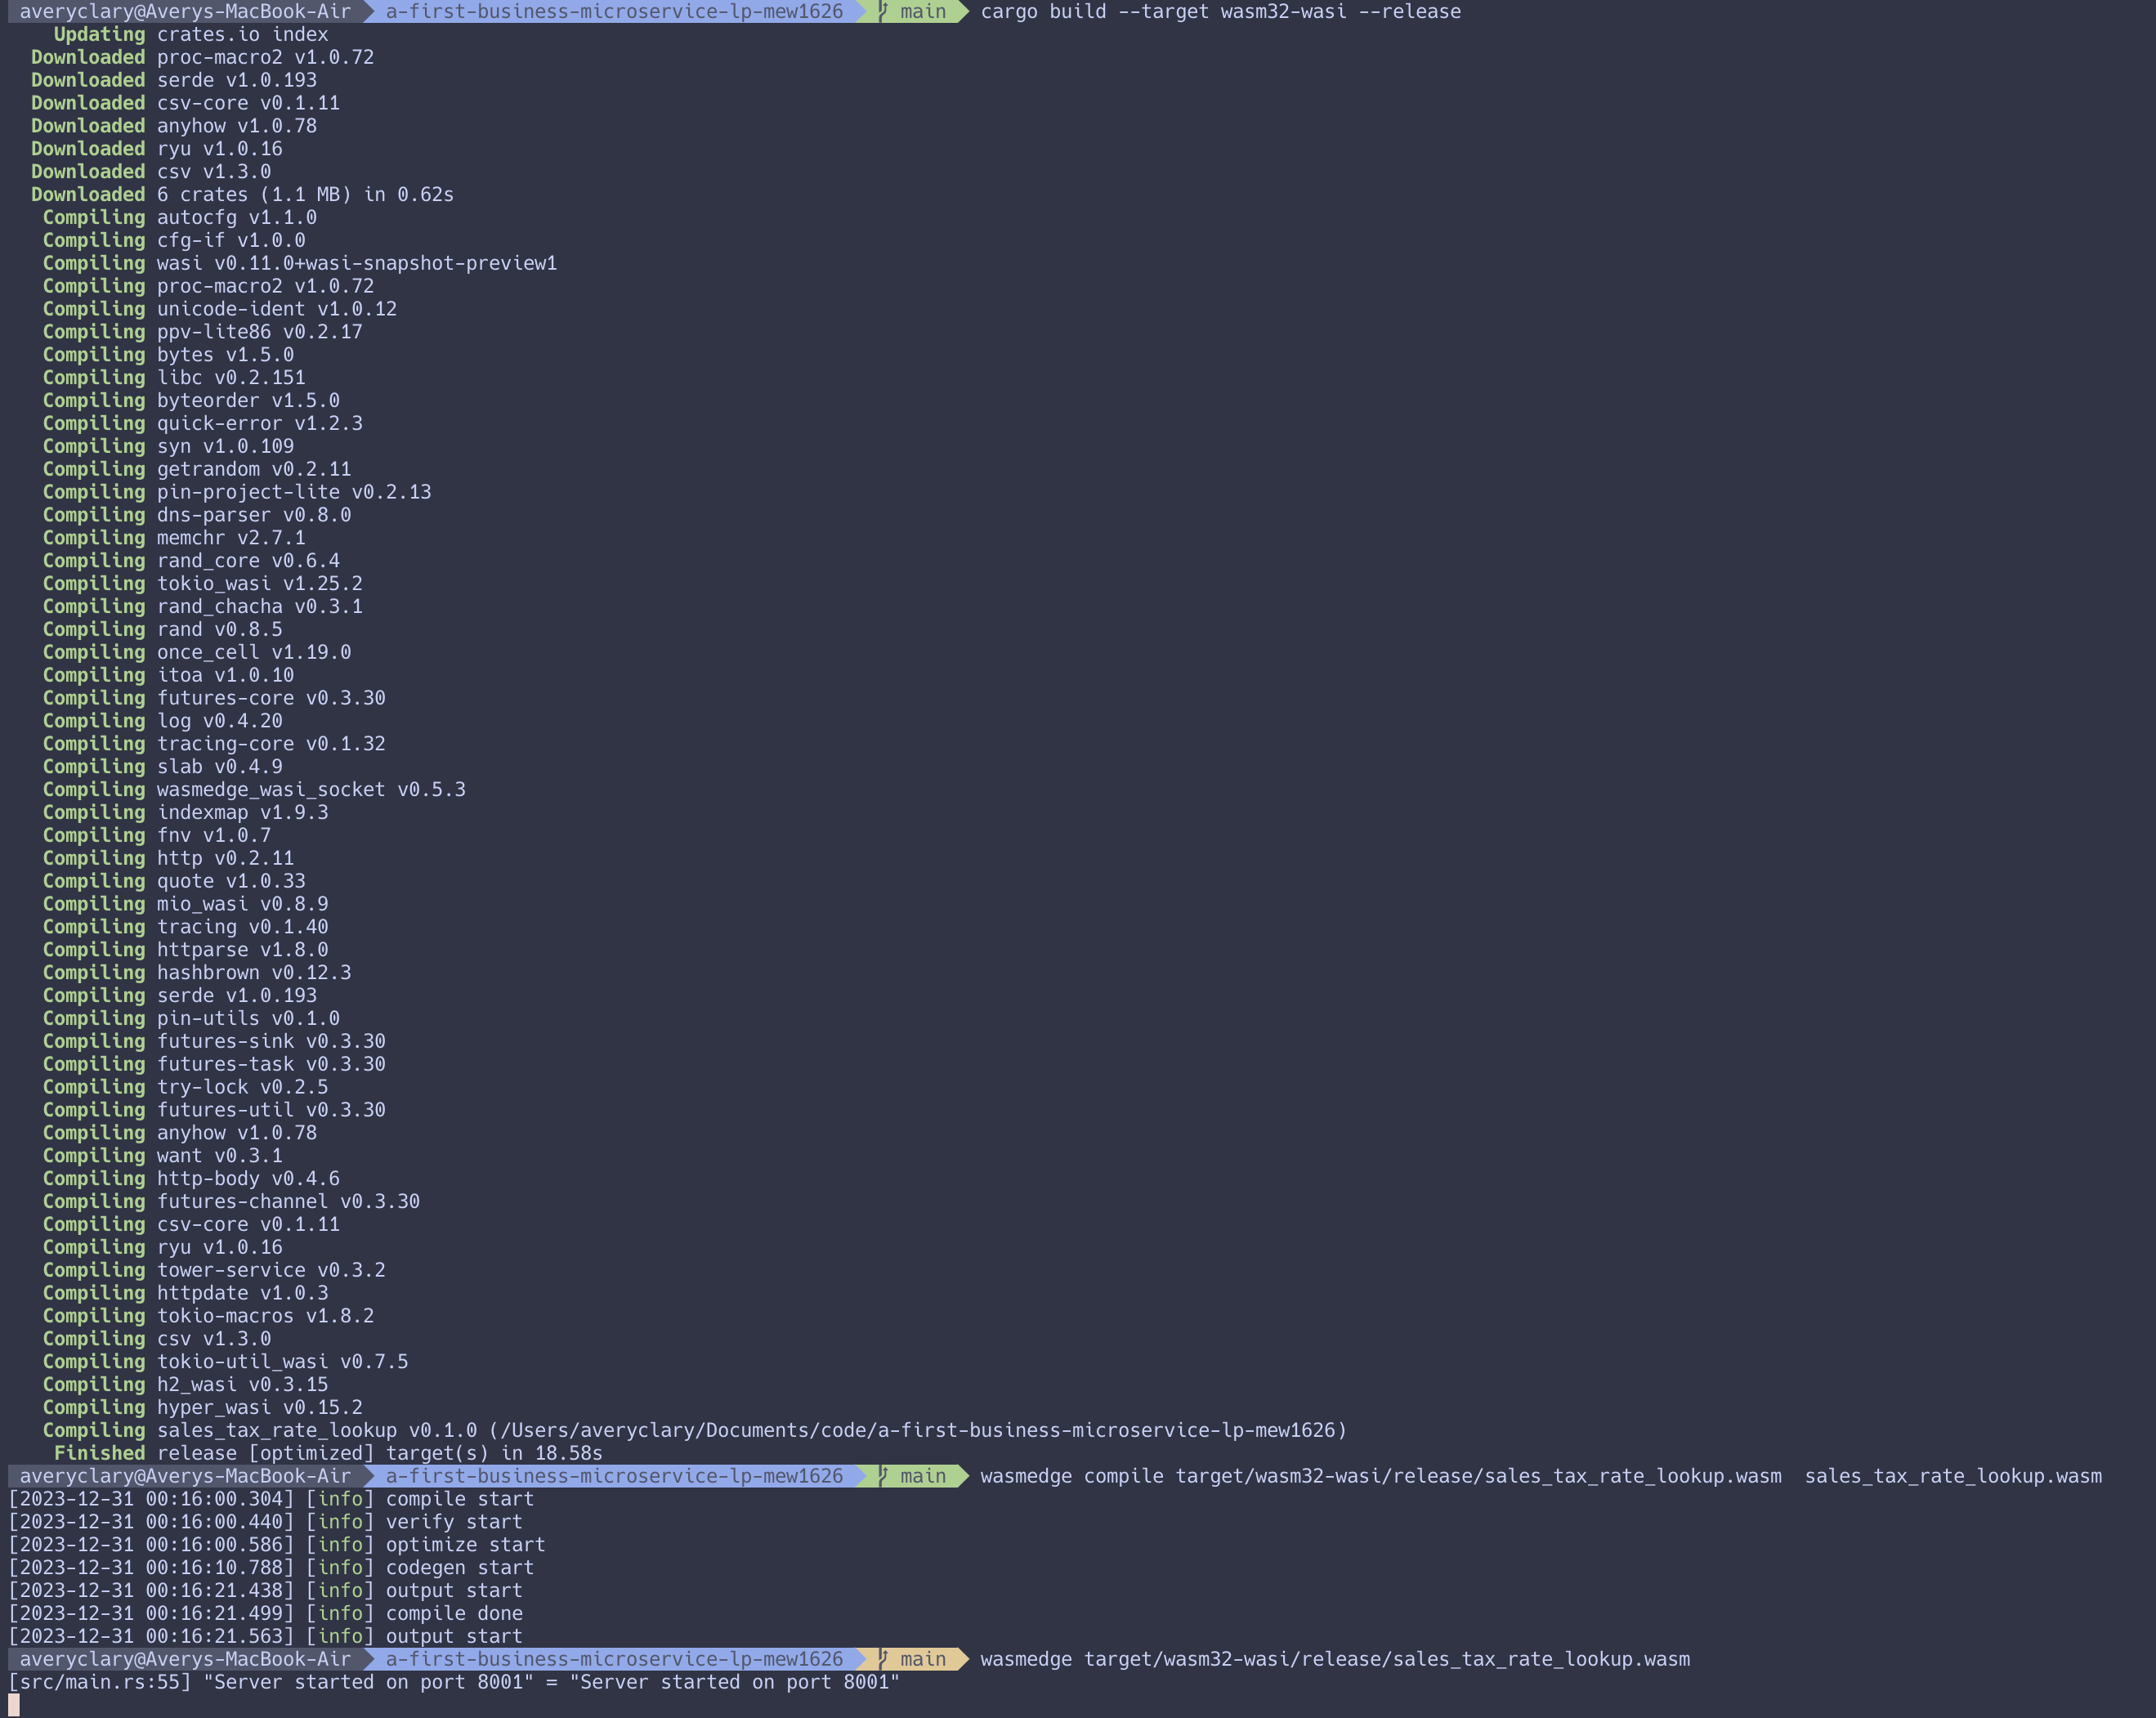 averyclary@Averys-MacBook-Air a-first-business-microservice-lp-mew1626 main cargo build --target wasm32-wasi --release
Updating crates.io index
Downloaded proc-macro2 v1.0.72
Downloaded serde v1.0.193
Downloaded csv-core v0.1.11
Downloaded anyhow v1.0.78
Downloaded ryu v1.0.16
Downloaded csv v1.3.0
Downloaded 6 crates (1.1 MB) in 0.62s
Compiling autocfg v1.1.0
Compiling cfg-if v1.0.0
Compiling wasi v0.11.0+wasi-snapshot-preview1
Compiling proc-macro2 v1.0.72
Compiling unicode-ident v1.0.12
Compiling ppv-lite86 v0.2.17
Compiling bytes v1.5.0
Compiling libc v0.2.151
Compiling byteorder v1.5.0
Compiling quick-error v1.2.3
Compiling syn v1.0.109
Compiling getrandom v0.2.11
Compiling pin-project-lite v0.2.13
Compiling dns-parser v0.8.0
Compiling memchr v2.7.1
Compiling rand_core v0.6.4
Compiling tokio_wasi v1.25.2
Compiling rand_chacha v0.3.1
Compiling rand v0.8.5
Compiling once_cell v1.19.0
Compiling itoa v1.0.10
Compiling futures-core v0.3.30
Compiling log v0.4.20
Compiling tracing-core v0.1.32
Compiling slab v0.4.9
Compiling wasmedge_wasi_socket v0.5.3
Compiling indexmap v1.9.3
Compiling fnv v1.0.7
Compiling http v0.2.11
Compiling quote v1.0.33
Compiling mio_wasi v0.8.9
Compiling tracing v0.1.40
Compiling httparse v1.8.0
Compiling hashbrown v0.12.3
Compiling serde v1.0.193
Compiling pin-utils v0.1.0
Compiling futures-sink v0.3.30
Compiling futures-task v0.3.30
Compiling try-lock v0.2.5
Compiling futures-util v0.3.30
Compiling anyhow v1.0.78
Compiling want v0.3.1
Compiling http-body v0.4.6
Compiling futures-channel v0.3.30
Compiling csv-core v0.1.11
Compiling ryu v1.0.16
Compiling tower-service v0.3.2
Compiling httpdate v1.0.3
Compiling tokio-macros v1.8.2
Compiling csv v1.3.0
Compiling tokio-util_wasi v0.7.5
Compiling h2_wasi v0.3.15
Compiling hyper_wasi v0.15.2
Compiling sales_tax_rate_lookup v0.1.0 (/Users/averyclary/Documents/code/a-first-business-microservice-lp-mew1626)
Finished release [optimized] target(s) in 18.58s
averyclary@Averys-MacBook-Air a-first-business-microservice-lp-mew1626 main wasmedge compile target/wasm32-wasi/release/sales_tax_rate_lookup.wasm  sales_tax_rate_lookup.wasm
[2023-12-31 00:16:00.304] [info] compile start
[2023-12-31 00:16:00.440] [info] verify start
[2023-12-31 00:16:00.586] [info] optimize start
[2023-12-31 00:16:10.788] [info] codegen start
[2023-12-31 00:16:21.438] [info] output start
[2023-12-31 00:16:21.499] [info] compile done
[2023-12-31 00:16:21.563] [info] output start
averyclary@Averys-MacBook-Air a-first-business-microservice-lp-mew1626 main wasmedge target/wasm32-wasi/release/sales_tax_rate_lookup.wasm
[src/main.rs:55] "Server started on port 8001" = "Server started on port 8001"